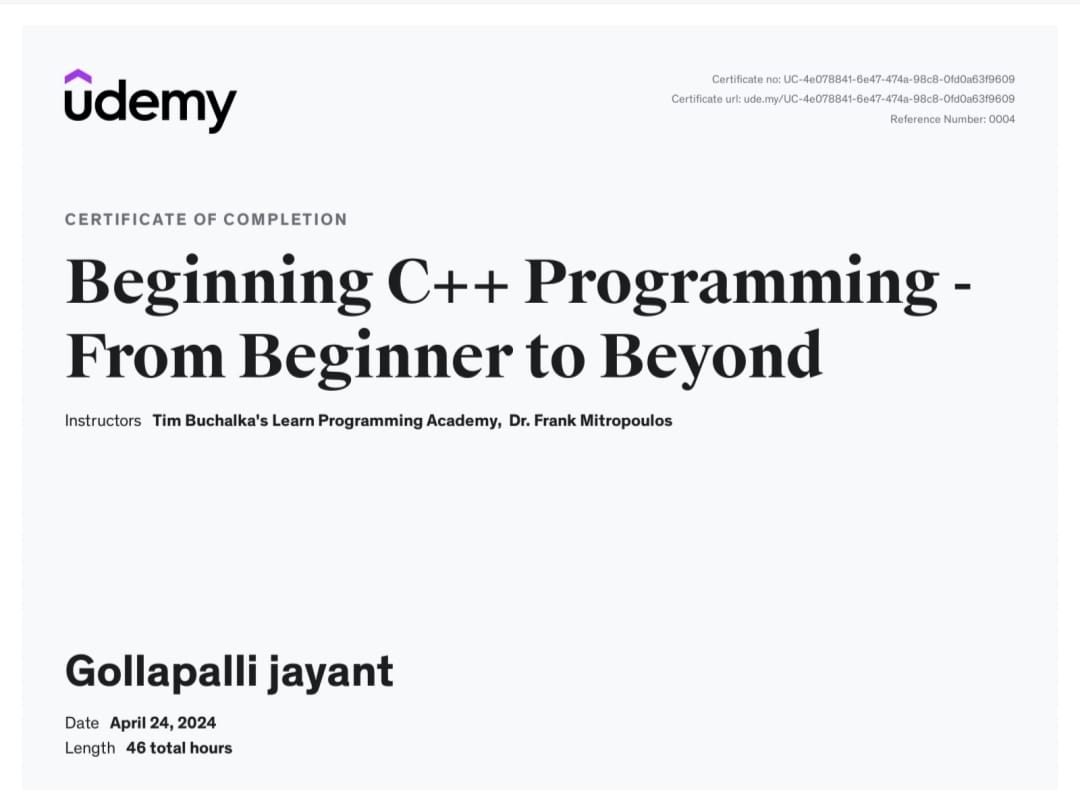 udemy
Certificate no: UC-4e078841-6e47-474a-98c8-0fd0a63f9609
Certificate url: ude.my/UC-4e078841-6e47-474a-98c8-0fd0a63f9609
Reference Number: 0004
CERTIFICATE OF COMPLETION
Beginning C++ Programming -
From Beginner to Beyond
Instructors Tim Buchalka's Learn Programming Academy, Dr. Frank Mitropoulos
Gollapalli jayant
Date April 24, 2024
Length 46 total hours